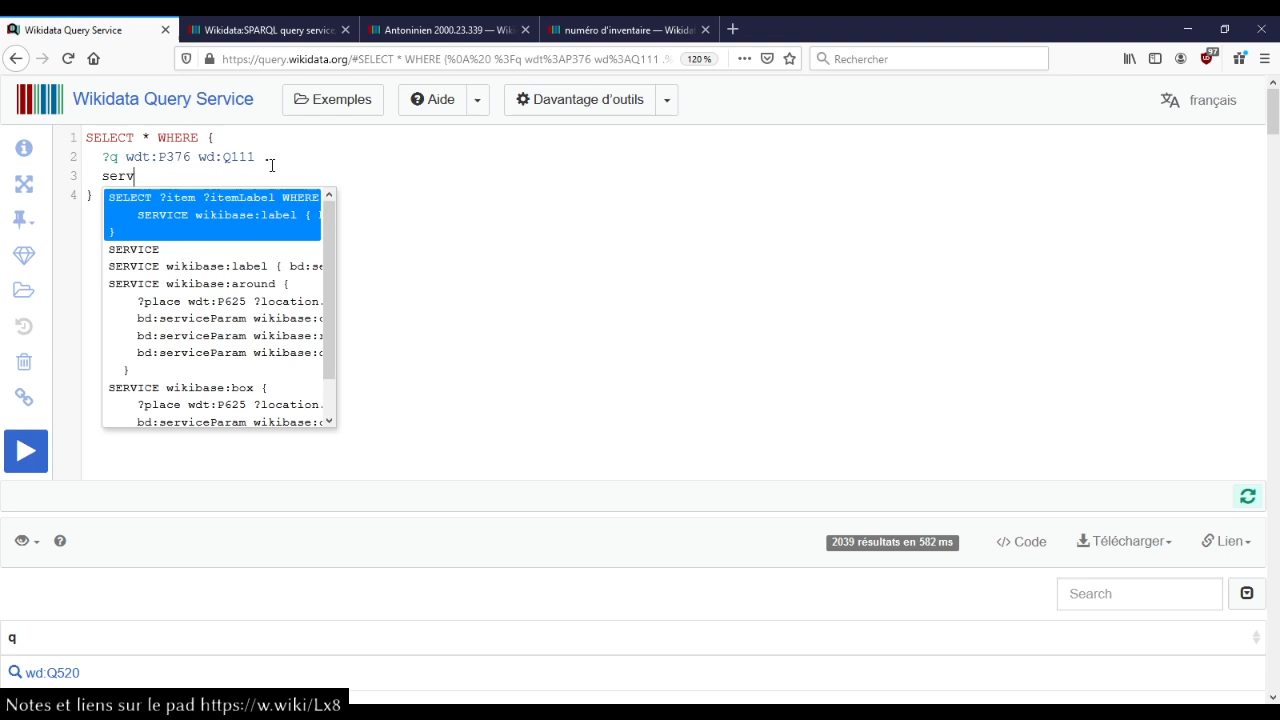 Wikidata Query Service
Wikidata:SPARQL query service
Antoninien 2000.23.339 — Wiki
numéro d'inventaire — Wikida
https://query.wikidata.org/#SELECT * WHERE {%0A%20 %3Fq wdt%3AP376 wd%3AQ111 .%
120 %
Rechercher
97
Wikidata Query Service
Exemples
Aide
Davantage d'outils
français
1 SELECT * WHERE {
2 ?q wdt:P376 wd:Q111 .
3 serv
4 }
SELECT ?item ?itemLabel WHERE
SERVICE wikibase:label {
}
SERVICE
SERVICE wikibase:label { bd:se
SERVICE wikibase:around {
?place wdt:P625 ?location.
bd:serviceParam wikibase:c
bd:serviceParam wikibase:r
bd:serviceParam wikibase:c
}
SERVICE wikibase:box {
?place wdt:P625 ?location.
bd:serviceParam wikibase:c
2039 résultats en 582 ms
</> Code
Télécharger
Lien
Search
q
wd:Q520
Notes et liens sur le pad https://w.wiki/Lx8